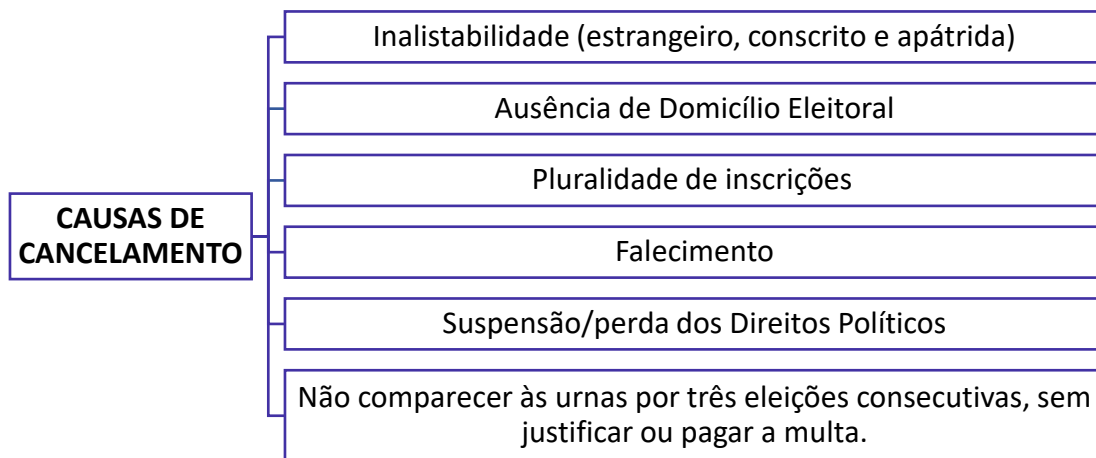 CAUSAS DE
CANCELAMENTO
Inalistabilidade (estrangeiro, conscrito e apátrida)
Ausência de Domicílio Eleitoral
Pluralidade de inscrições
Falecimento
Suspensão/perda dos Direitos Políticos
Não comparecer às urnas por três eleições consecutivas, sem
justificar ou pagar a multa.